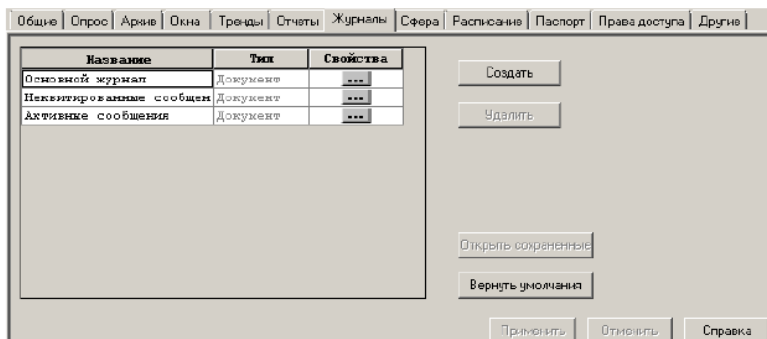 Общие Опрос Архив Окна Тренды Отчеты Журналы Сфера Расписание Паспорт Права доступа Другие
Название Тип Свойства
Основной журнал Документ ...
Неквитированные сообщен Документ ...
Активные сообщения Документ ...
Создать
Удалить
Открыть сохраненные
Вернуть умолчания
Применить Отменить Справка